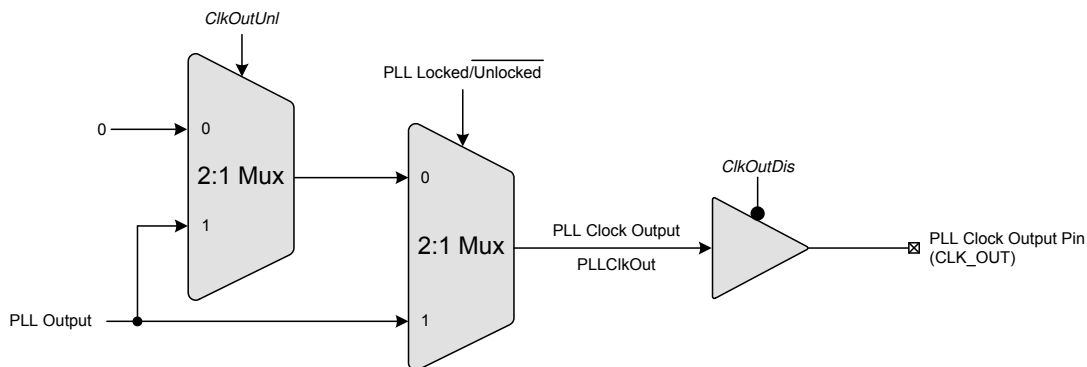 ClkOutUnl
PLL Locked/Unlocked
0
0
2:1 Mux
1
0
2:1 Mux
1
ClkOutDis
PLL Clock Output
PLLClkOut
PLL Clock Output Pin
(CLK_OUT)
PLL Output